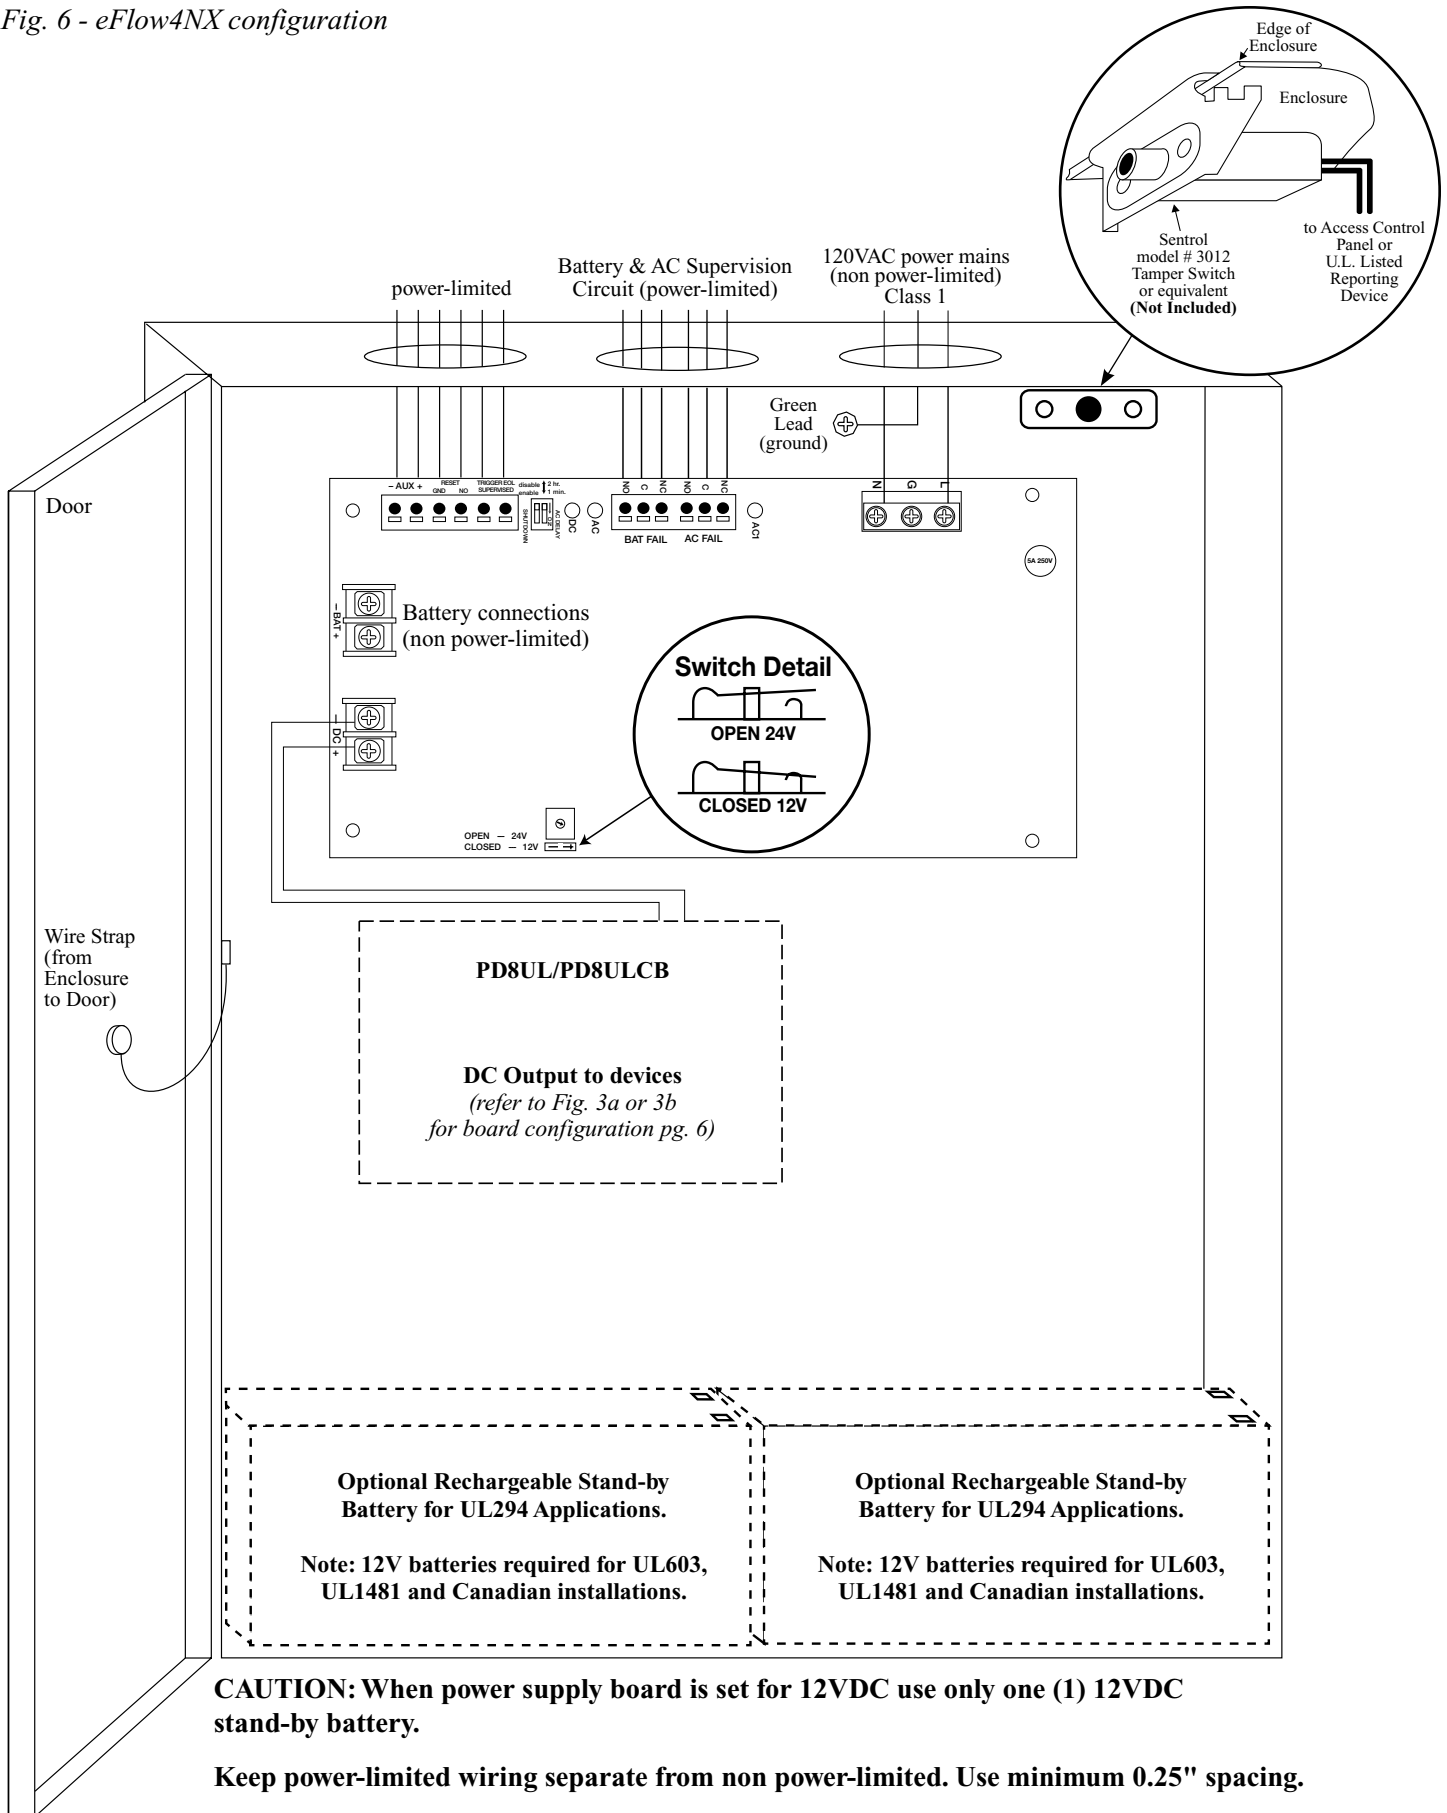 Fig. 6 - eFlow4NX configuration
Edge of
Enclosure
Enclosure
Sentrol
model # 3012
Tamper Switch
or equivalent
(Not Included)
to Access Control
Panel or
U.L. Listed
Reporting
Device
power-limited
Battery & AC Supervision
Circuit (power-limited)
120VAC power mains
(non power-limited)
Class 1
Green
Lead
(ground)
Door
– AUX +
RESET
GND NO
TRIGGER EOL
SUPERVISED
disable 2 hr.
enable 1 min.
SHUTDOWN
AC DELAY
DC
AC
NO C NC NO C NC
BAT FAIL AC FAIL
AC1
N G L
5A 250V
– BAT +
Battery connections
(non power-limited)
– DC +
Switch Detail
OPEN 24V
CLOSED 12V
OPEN — 24V
CLOSED — 12V
Wire Strap
(from
Enclosure
to Door)
PD8UL/PD8ULCB
DC Output to devices
(refer to Fig. 3a or 3b
for board configuration pg. 6)
Optional Rechargeable Stand-by
Battery for UL294 Applications.
Note: 12V batteries required for UL603,
UL1481 and Canadian installations.
Optional Rechargeable Stand-by
Battery for UL294 Applications.
Note: 12V batteries required for UL603,
UL1481 and Canadian installations.
CAUTION: When power supply board is set for 12VDC use only one (1) 12VDC
stand-by battery.
Keep power-limited wiring separate from non power-limited. Use minimum 0.25" spacing.